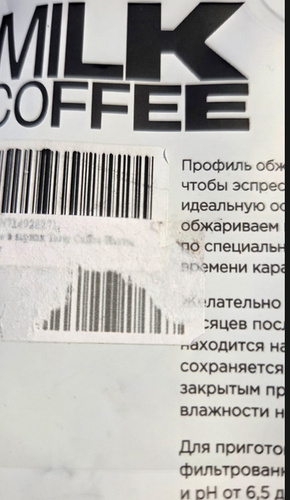 MILK
COFFEE
Профиль обж
чтобы эспрес
идеальную ос
обжариваем
по специальн
времени кара
Желательно
сяцев посл
находится на
сохраняется
закрытым пр
влажности н
Для пригото
фильтрованн
и pH от 6,5 д